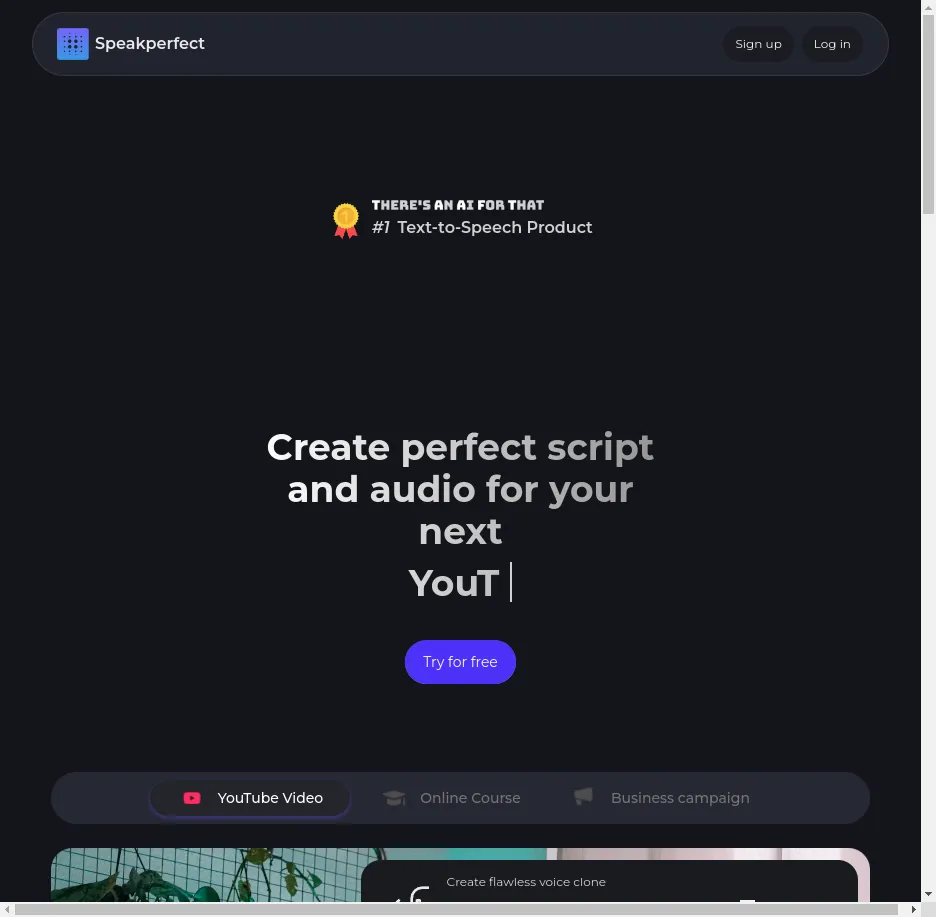 Speakperfect
Sign up
Log in
THERE'S AN AI FOR THAT
#1 Text-to-Speech Product
Create perfect script
and audio for your
next
YouT
Try for free
YouTube Video
Online Course
Business campaign
Create flawless voice clone